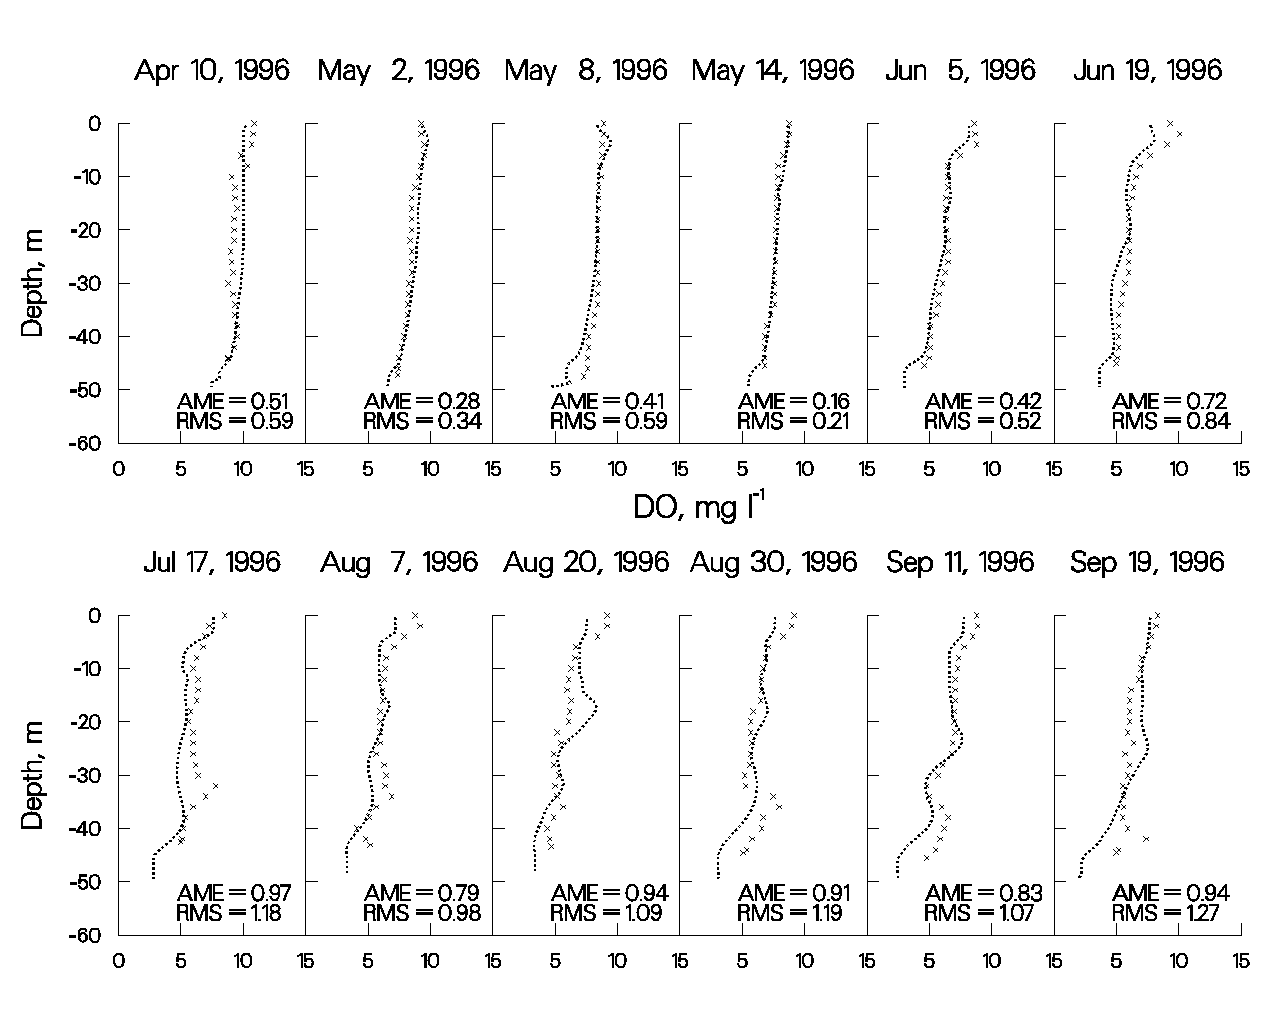 Apr 10, 1996 May 2, 1996 May 8, 1996 May 14, 1996 Jun 5, 1996 Jun 19, 1996
0
-10
-20
-30
-40
-50
-60
Depth, m
AME = 0.51 AME = 0.28 AME = 0.41 AME = 0.16 AME = 0.42 AME = 0.72
RMS = 0.59 RMS = 0.34 RMS = 0.59 RMS = 0.21 RMS = 0.52 RMS = 0.84
0 5 10 15 5 10 15 5 10 15 5 10 15 5 10 15 5 10 15
DO, mg l⁻¹
Jul 17, 1996 Aug 7, 1996 Aug 20, 1996 Aug 30, 1996 Sep 11, 1996 Sep 19, 1996
0
-10
-20
-30
-40
-50
-60
Depth, m
AME = 0.97 AME = 0.79 AME = 0.94 AME = 0.91 AME = 0.83 AME = 0.94
RMS = 1.18 RMS = 0.98 RMS = 1.09 RMS = 1.19 RMS = 1.07 RMS = 1.27
0 5 10 15 5 10 15 5 10 15 5 10 15 5 10 15 5 10 15